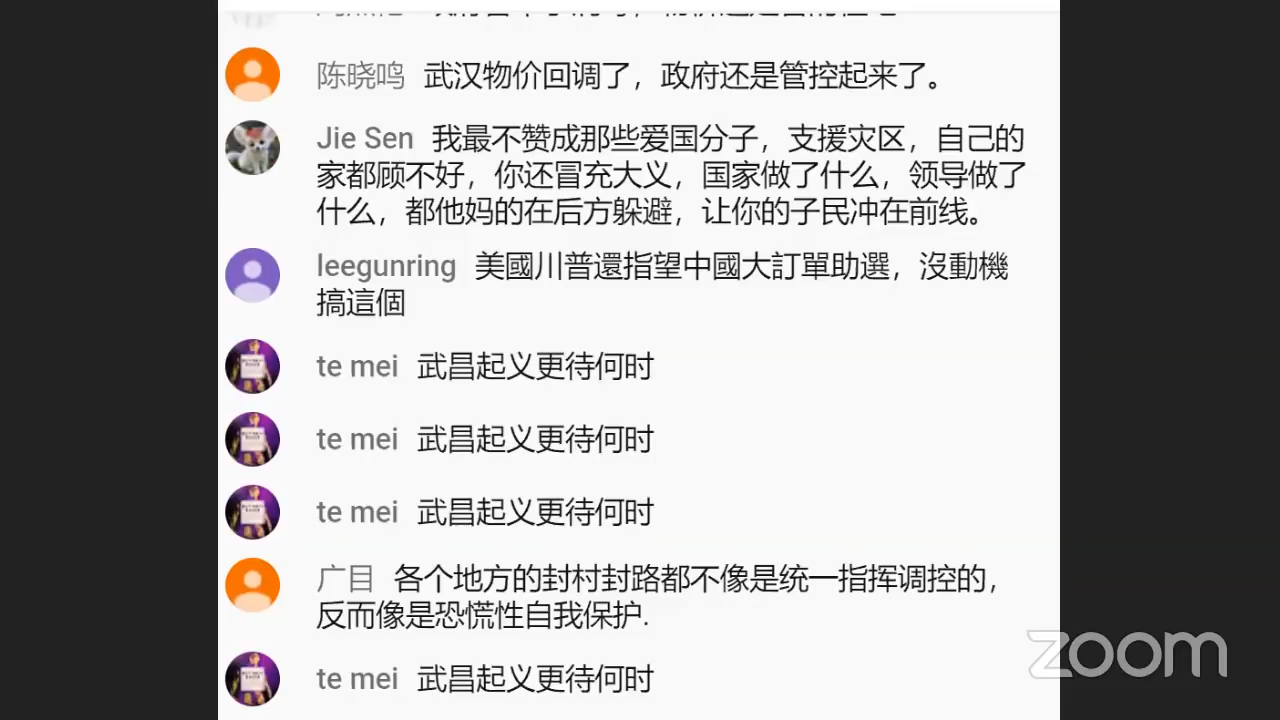 陈晓鸣 武汉物价回调了，政府还是管控起来了。
Jie Sen 我最不赞成那些爱国分子，支援灾区，自己的
家都顾不好，你还冒充大义，国家做了什么，领导做了
什么，都他妈的在后方躲避，让你的子民冲在前线。
leegunring 美國川普還指望中國大訂單助選，沒動機
搞這個
te mei 武昌起义更待何时
te mei 武昌起义更待何时
te mei 武昌起义更待何时
广目 各个地方的封村封路都不像是统一指挥调控的，
反而像是恐慌性自我保护.
te mei 武昌起义更待何时
zoom